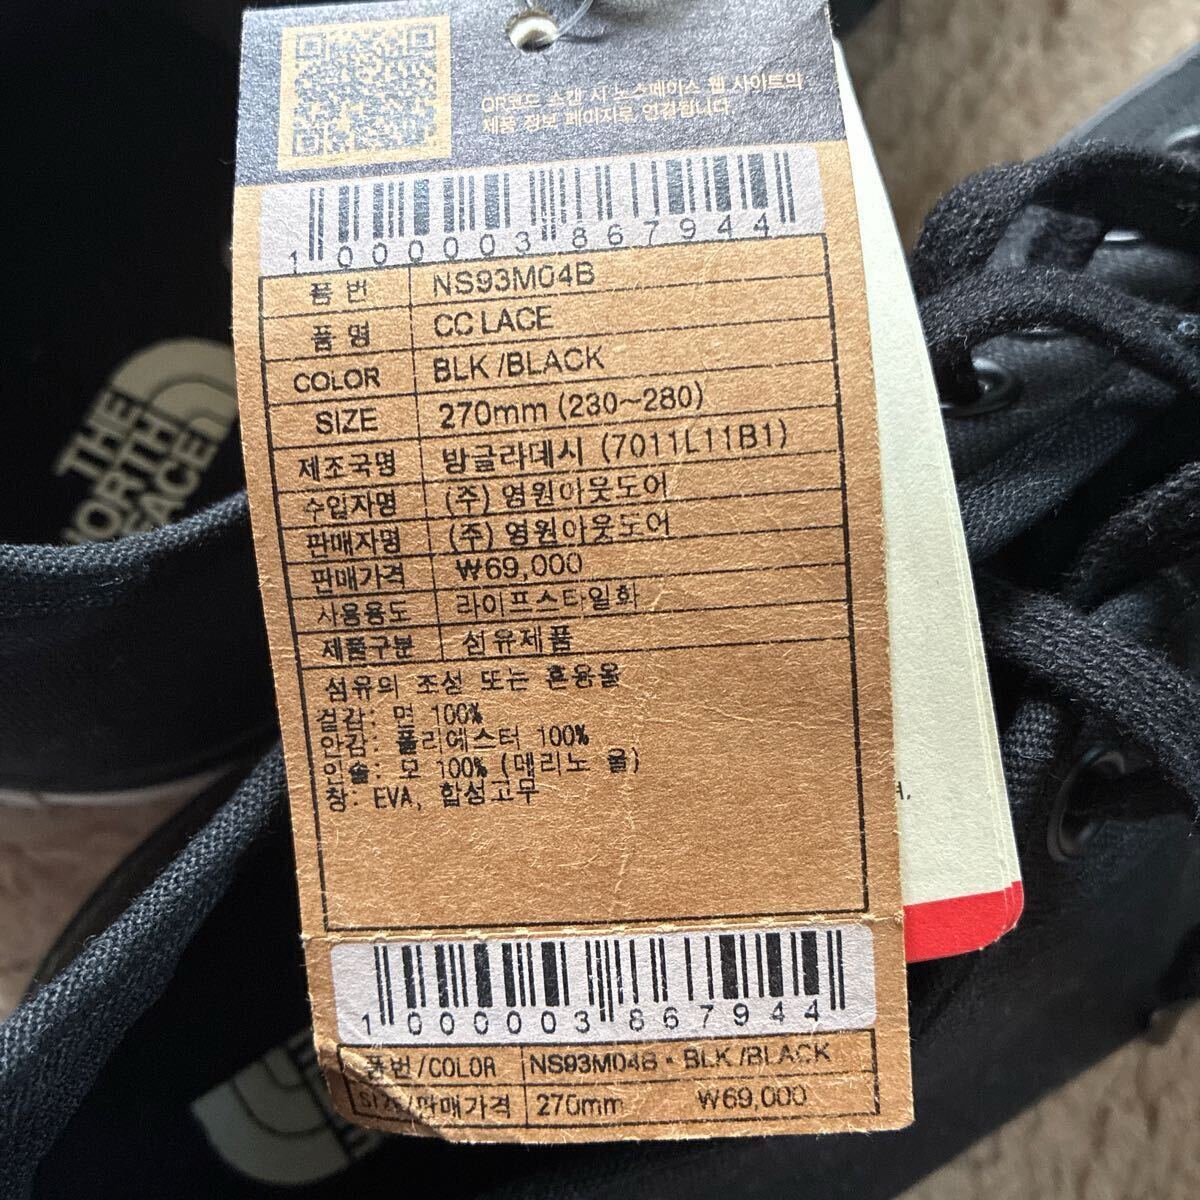 QR코드 스캔 시 노스페이스 웹 사이트의
제품 정보 페이지로 연결됩니다.
1 000003 867944
품 번 NS93M04B
품 명 CC LACE
COLOR BLK /BLACK
SIZE 270mm (230~280)
제조국명 방글라데시 (7011L11B1)
수입자명 (주) 영원아웃도어
판매자명 (주) 영원아웃도어
판매가격 ₩69,000
사용용도 라이프스타일화
제품구분 섬유제품
섬유의 조성 또는 혼용율
겉감: 면 100%
안감: 폴리에스터 100%
인솔: 모 100% (메리노 울)
창: EVA, 합성고무
1 000003 867944
품번/COLOR NS93M04B - BLK /BLACK
SIZE/판매가격 270mm ₩69,000
THE
NORTH
FACE